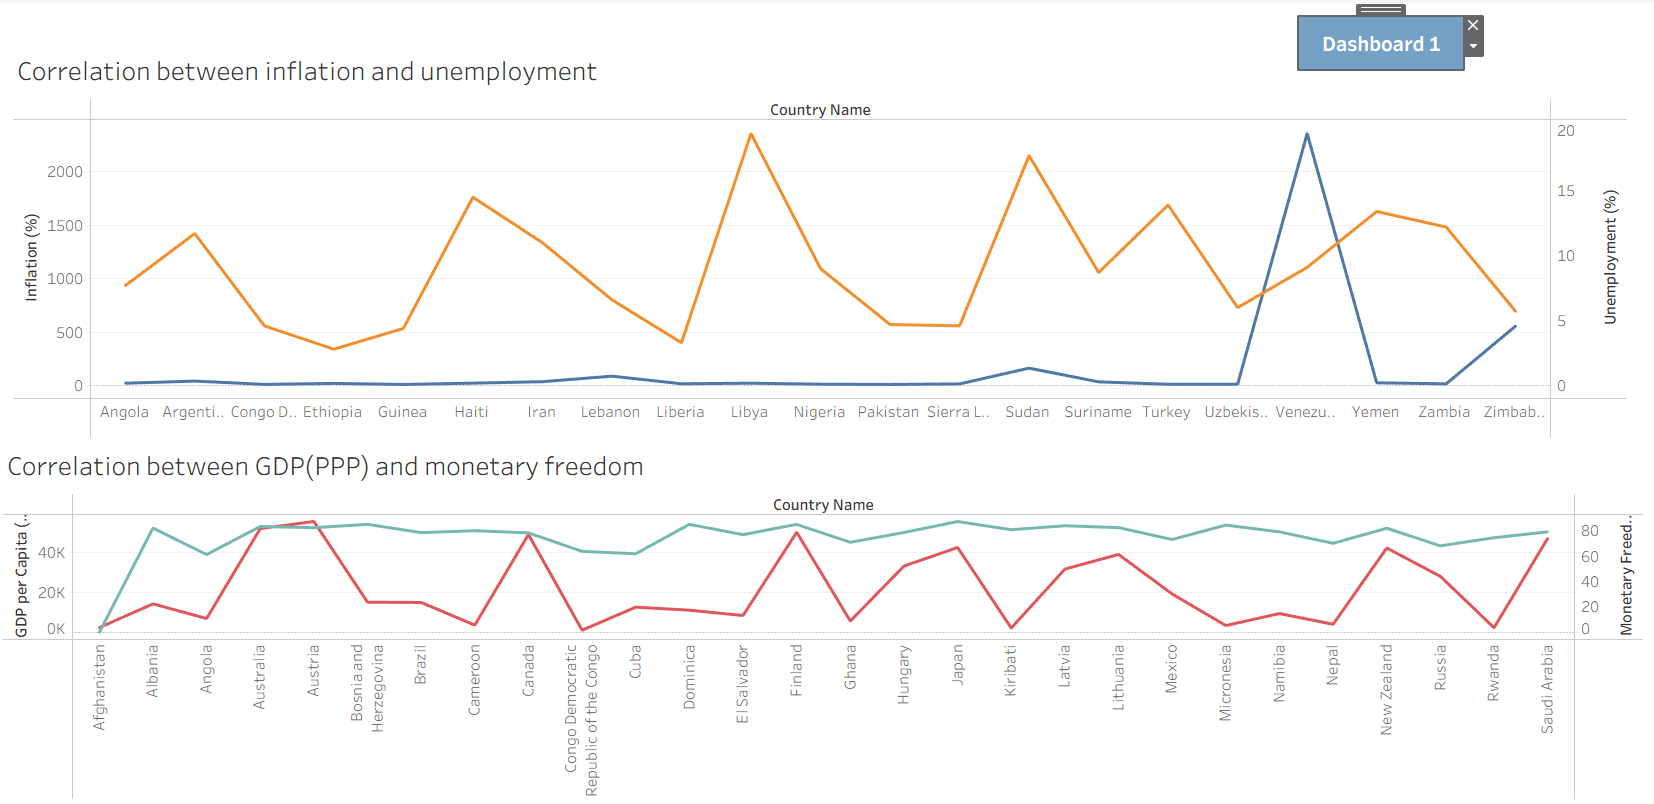 Dashboard 1
Correlation between inflation and unemployment
Country Name
Inflation (%)
2000
1500
1000
500
0
20
15
10
5
0
Unemployment (%)
Angola Argenti.. Congo D.. Ethiopia Guinea Haiti Iran Lebanon Liberia Libya Nigeria Pakistan Sierra L.. Sudan Suriname Turkey Uzbekis.. Venezu.. Yemen Zambia Zimbab..
Correlation between GDP(PPP) and monetary freedom
Country Name
GDP per Capita (..
40K
20K
0K
80
60
40
20
0
Monetary Freed..
Afghanistan
Albania
Angola
Australia
Austria
Bosnia and
Herzegovina
Brazil
Cameroon
Canada
Congo Democratic
Republic of the Congo
Cuba
Dominica
El Salvador
Finland
Ghana
Hungary
Japan
Kiribati
Latvia
Lithuania
Mexico
Micronesia
Namibia
Nepal
New Zealand
Russia
Rwanda
Saudi Arabia